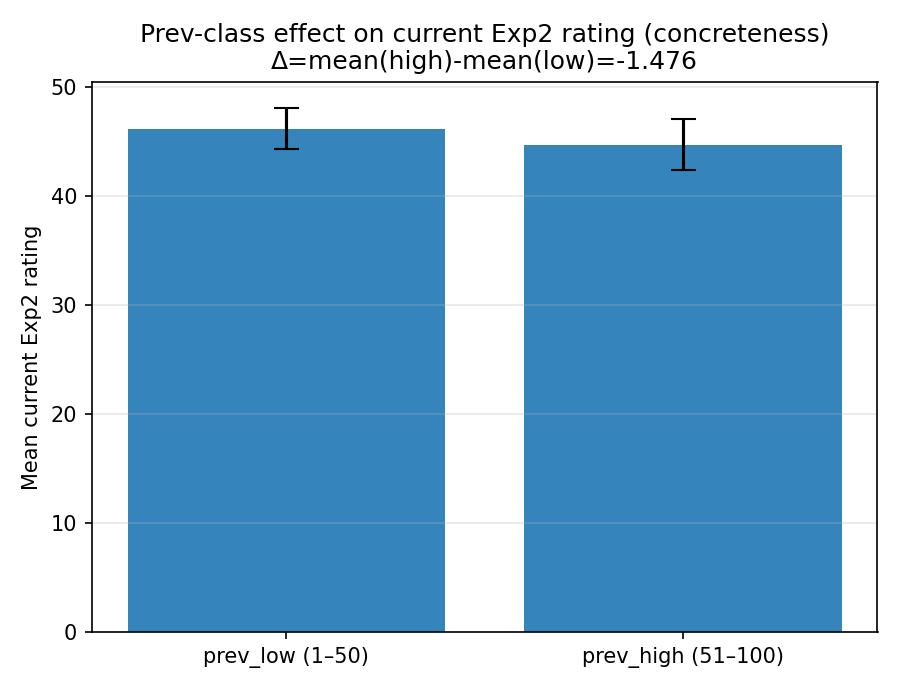 Prev-class effect on current Exp2 rating (concreteness)
Δ=mean(high)-mean(low)=-1.476
Mean current Exp2 rating
50
40
30
20
10
0
prev_low (1–50)
prev_high (51–100)